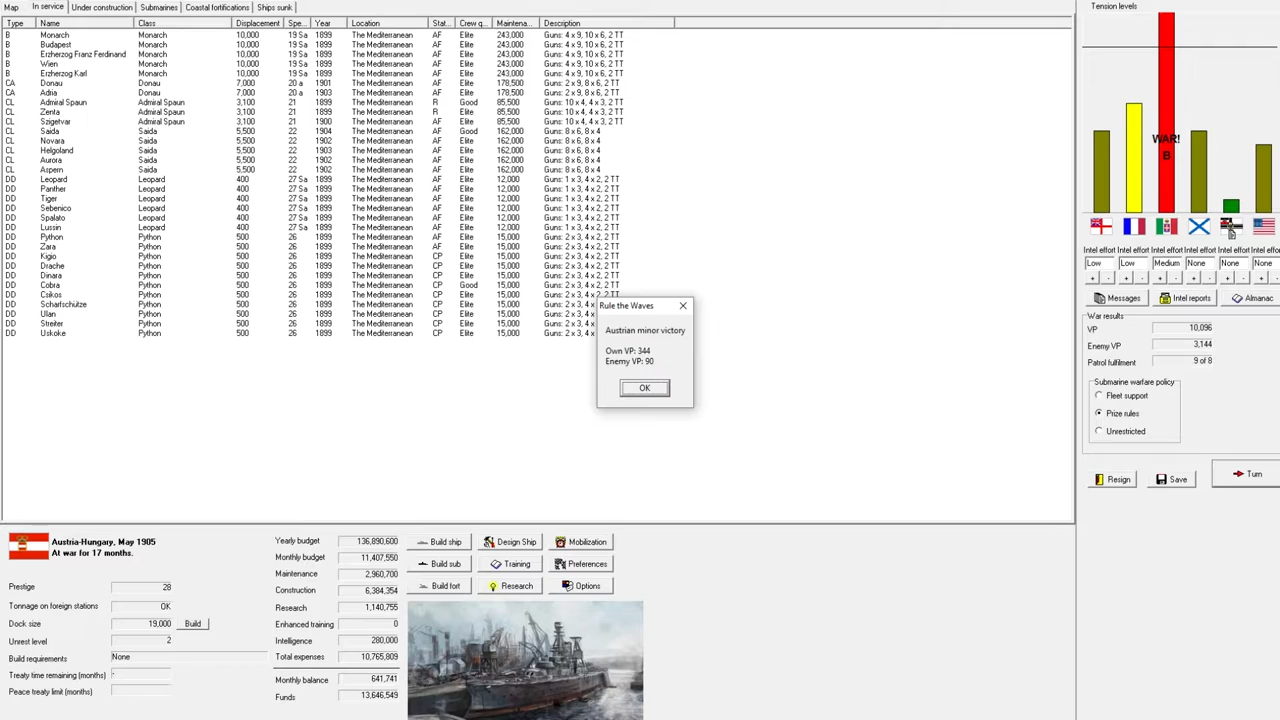 Map In service Under construction Submarines Coastal fortifications Ships sunk
Type Name Class Displacement Spe... Year Location Stat... Crew q... Maintena... Description
B Monarch Monarch 10,000 19 Sa 1899 The Mediterranean AF Elite 243,000 Guns: 4 x 9, 10 x 6, 2 TT
B Budapest Monarch 10,000 19 Sa 1899 The Mediterranean AF Elite 243,000 Guns: 4 x 9, 10 x 6, 2 TT
B Erzherzog Franz Ferdinand Monarch 10,000 19 Sa 1899 The Mediterranean AF Elite 243,000 Guns: 4 x 9, 10 x 6, 2 TT
B Wien Monarch 10,000 19 Sa 1899 The Mediterranean AF Elite 243,000 Guns: 4 x 9, 10 x 6, 2 TT
B Erzherzog Karl Monarch 10,000 19 Sa 1899 The Mediterranean AF Elite 243,000 Guns: 4 x 9, 10 x 6, 2 TT
CA Donau Donau 7,000 20 a 1901 The Mediterranean AF Elite 178,500 Guns: 2 x 9, 8 x 6, 2 TT
CA Adria Donau 7,000 20 a 1903 The Mediterranean AF Elite 178,500 Guns: 2 x 9, 8 x 6, 2 TT
CL Admiral Spaun Admiral Spaun 3,100 21 1899 The Mediterranean R Good 85,500 Guns: 10 x 4, 4 x 3, 2 TT
CL Zenta Admiral Spaun 3,100 21 1899 The Mediterranean R Elite 85,500 Guns: 10 x 4, 4 x 3, 2 TT
CL Szigetvar Admiral Spaun 3,100 21 1900 The Mediterranean AF Elite 85,500 Guns: 10 x 4, 4 x 3, 2 TT
CL Saida Saida 5,500 22 1904 The Mediterranean AF Good 162,000 Guns: 8 x 6, 8 x 4
CL Novara Saida 5,500 22 1902 The Mediterranean AF Elite 162,000 Guns: 8 x 6, 8 x 4
CL Helgoland Saida 5,500 22 1903 The Mediterranean AF Elite 162,000 Guns: 8 x 6, 8 x 4
CL Aurora Saida 5,500 22 1902 The Mediterranean AF Elite 162,000 Guns: 8 x 6, 8 x 4
CL Aspern Saida 5,500 22 1902 The Mediterranean AF Elite 162,000 Guns: 8 x 6, 8 x 4
DD Leopard Leopard 400 27 Sa 1899 The Mediterranean AF Elite 12,000 Guns: 1 x 3, 4 x 2, 2 TT
DD Panther Leopard 400 27 Sa 1899 The Mediterranean AF Elite 12,000 Guns: 1 x 3, 4 x 2, 2 TT
DD Tiger Leopard 400 27 Sa 1899 The Mediterranean AF Elite 12,000 Guns: 1 x 3, 4 x 2, 2 TT
DD Sebenico Leopard 400 27 Sa 1899 The Mediterranean AF Elite 12,000 Guns: 1 x 3, 4 x 2, 2 TT
DD Spalato Leopard 400 27 Sa 1899 The Mediterranean AF Elite 12,000 Guns: 1 x 3, 4 x 2, 2 TT
DD Lussin Leopard 400 27 Sa 1899 The Mediterranean AF Elite 12,000 Guns: 1 x 3, 4 x 2, 2 TT
DD Python Python 500 26 1899 The Mediterranean AF Elite 15,000 Guns: 2 x 3, 4 x 2, 2 TT
DD Zara Python 500 26 1899 The Mediterranean AF Elite 15,000 Guns: 2 x 3, 4 x 2, 2 TT
DD Kigio Python 500 26 1899 The Mediterranean CP Elite 15,000 Guns: 2 x 3, 4 x 2, 2 TT
DD Drache Python 500 26 1899 The Mediterranean CP Elite 15,000 Guns: 2 x 3, 4 x 2, 2 TT
DD Dinara Python 500 26 1899 The Mediterranean CP Elite 15,000 Guns: 2 x 3, 4 x 2, 2 TT
DD Cobra Python 500 26 1899 The Mediterranean CP Good 15,000 Guns: 2 x 3, 4 x 2, 2 TT
DD Csikos Python 500 26 1899 The Mediterranean CP Elite 15,000 Guns: 2 x 3, 4 x 2, 2 TT
DD Scharfschütze Python 500 26 1899 The Mediterranean CP Elite 15,000 Guns: 2 x 3, 4 x
DD Ulan Python 500 26 1899 The Mediterranean CP Elite 15,000 Guns: 2 x 3, 4 x
DD Streiter Python 500 26 1899 The Mediterranean CP Elite 15,000 Guns: 2 x 3, 4 x
DD Uskoke Python 500 26 1899 The Mediterranean CP Elite 15,000 Guns: 2 x 3, 4 x
Rule the Waves
Austrian minor victory
Own VP: 344
Enemy VP: 90
OK
Tension levels
WAR!
B
Intel effort Intel effort Intel effort Intel effort Intel effort Intel effort
Low Low Medium None None None
+ - + - + - + - + - + -
Messages Intel reports Almanac
War results
VP 10,096
Enemy VP 3,144
Patrol fulfilment 9 of 8
Submarine warfare policy
Fleet support
Prize rules
Unrestricted
Resign Save Turn
Austria-Hungary, May 1905
At war for 17 months.
Prestige 28
Tonnage on foreign stations OK
Dock size 19,000 Build
Unrest level 2
Build requirements None
Treaty time remaining (months) -
Peace treaty limit (months)
Yearly budget 136,890,600
Monthly budget 11,407,550
Maintenance 2,960,700
Construction 6,384,354
Research 1,140,755
Enhanced training 0
Intelligence 280,000
Total expenses 10,765,809
Monthly balance 641,741
Funds 13,646,549
Build ship Design Ship Mobilization
Build sub Training Preferences
Build fort Research Options